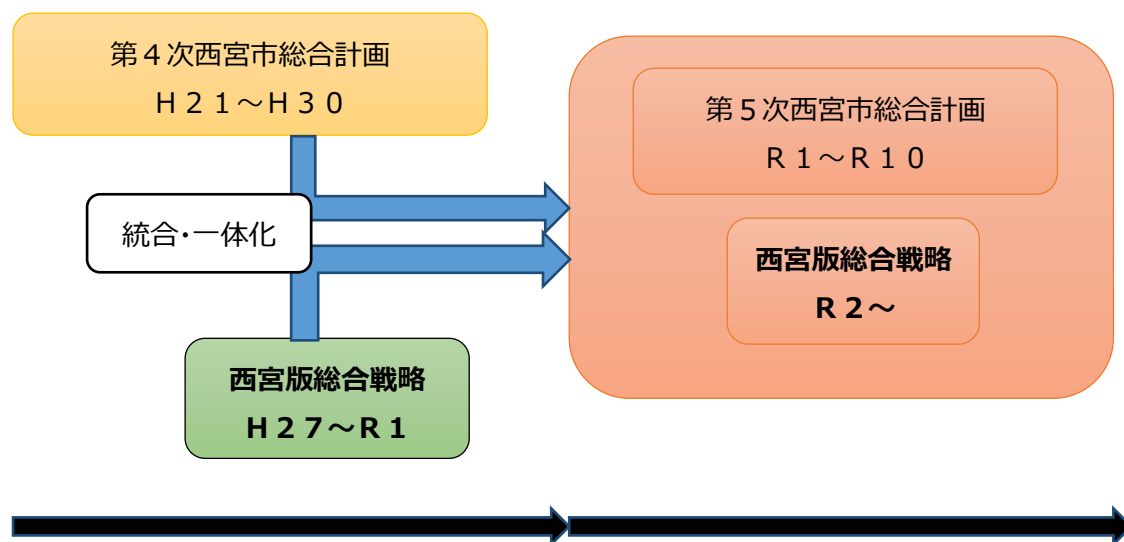 第４次西宮市総合計画
Ｈ２１～Ｈ３０
統合・一体化
西宮版総合戦略
Ｈ２７～Ｒ１
第５次西宮市総合計画
Ｒ１～Ｒ１０
西宮版総合戦略
Ｒ２～